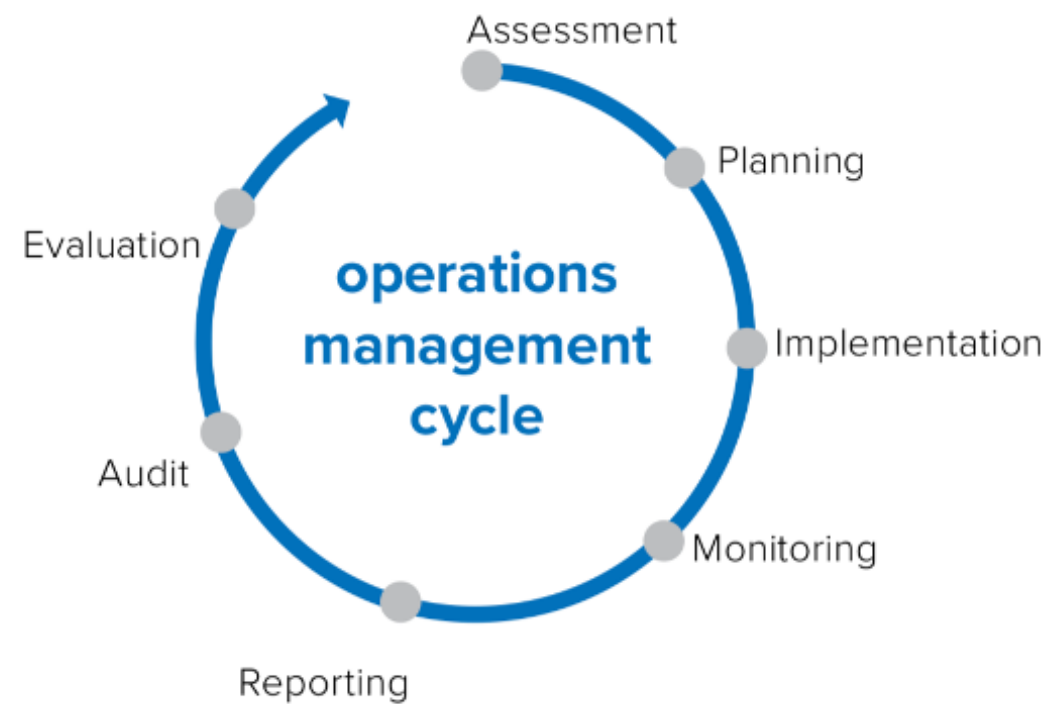 Assessment
Planning
Implementation
Monitoring
Reporting
Audit
Evaluation
operations
management
cycle